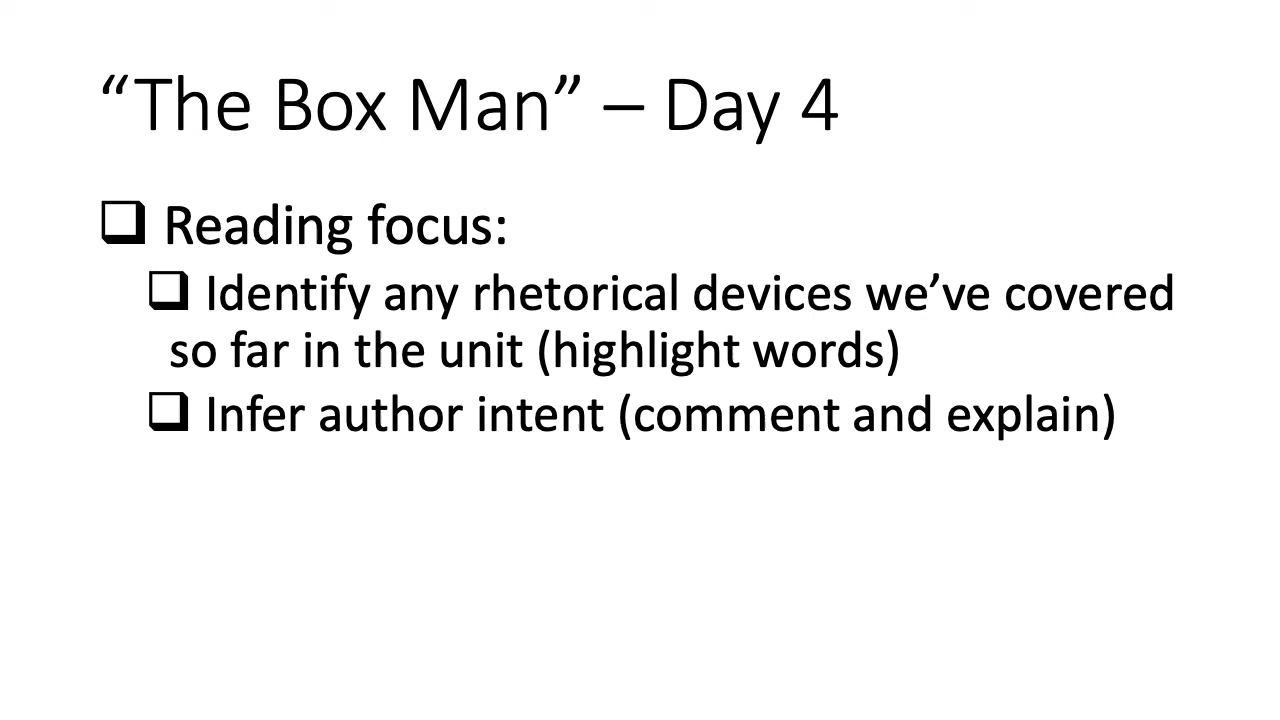 “The Box Man” – Day 4
❑ Reading focus:
❑ Identify any rhetorical devices we’ve covered
so far in the unit (highlight words)
❑ Infer author intent (comment and explain)